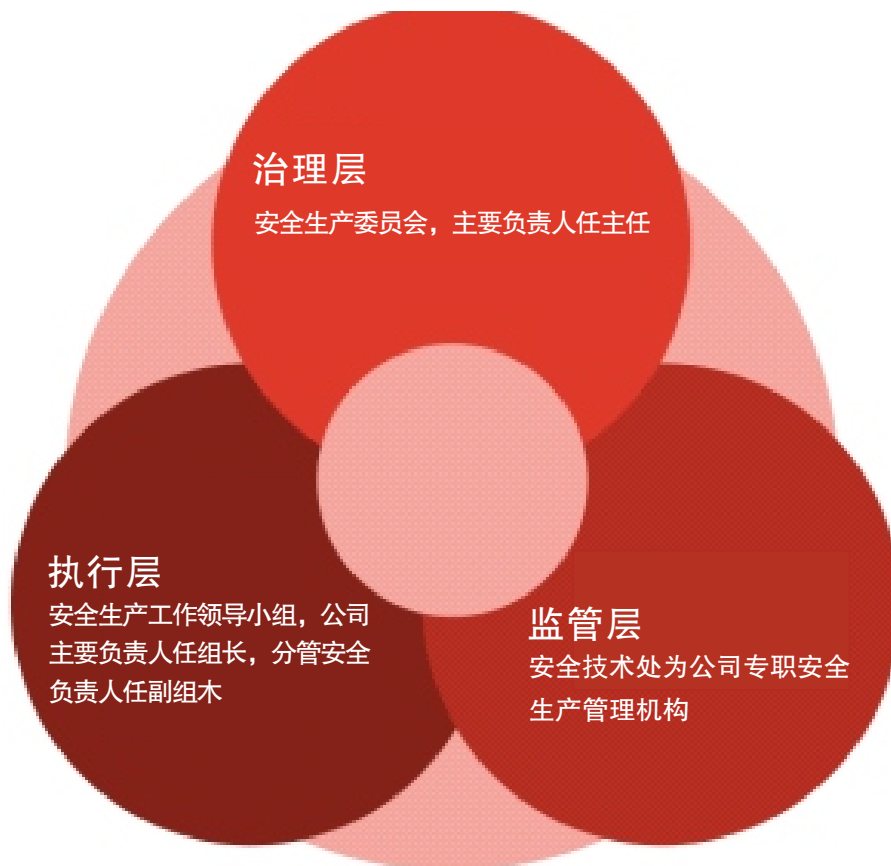 治理层
安全生产委员会，主要负责人任主任
执行层
安全生产工作领导小组，公司
主要负责人任组长，分管安全
负责人任副组木
监管层
安全技术处为公司专职安全
生产管理机构